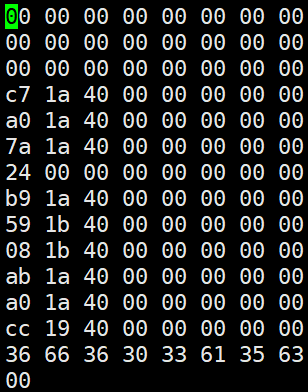 00 00 00 00 00 00 00 00
00 00 00 00 00 00 00 00
00 00 00 00 00 00 00 00
c7 1a 40 00 00 00 00 00
a0 1a 40 00 00 00 00 00
7a 1a 40 00 00 00 00 00
24 00 00 00 00 00 00 00
b9 1a 40 00 00 00 00 00
59 1b 40 00 00 00 00 00
08 1b 40 00 00 00 00 00
ab 1a 40 00 00 00 00 00
a0 1a 40 00 00 00 00 00
cc 19 40 00 00 00 00 00
36 66 36 30 33 61 35 63
00